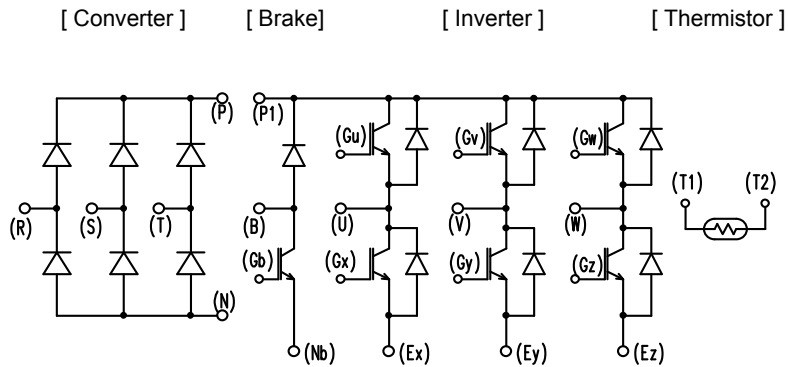 [ Converter ] [ Brake] [ Inverter ] [ Thermistor ]
(P) (P1)
(Gu) (Gv) (Gw)
(T1) (T2)
(R) (S) (T) (B) (U) (V) (W)
(Gb) (Gx) (Gy) (Gz)
(N)
(Nb) (Ex) (Ey) (Ez)